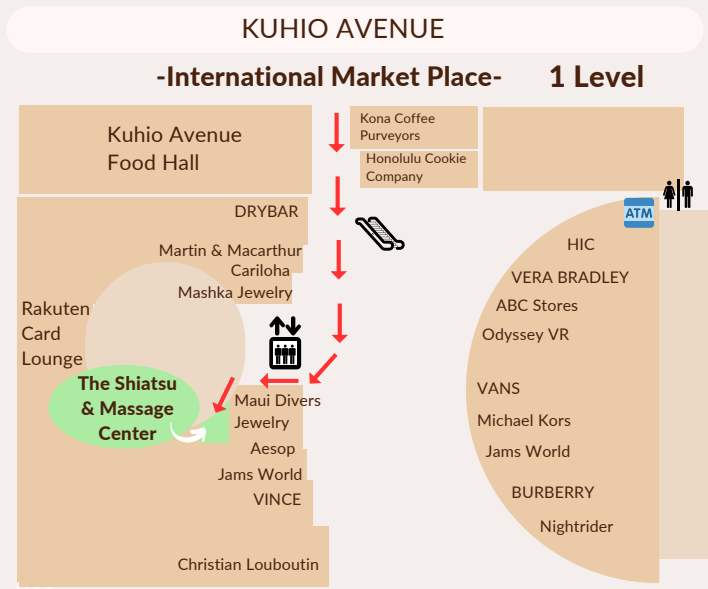 KUHIO AVENUE
-International Market Place-
1 Level
Kuhio Avenue
Food Hall
Kona Coffee
Purveyors
Honolulu Cookie
Company
DRYBAR
Martin & Macarthur
Cariloha
Mashka Jewelry
Rakuten
Card
Lounge
The Shiatsu
& Massage
Center
Maui Divers
Jewelry
Aesop
Jams World
VINCE
Christian Louboutin
ATM
HIC
VERA BRADLEY
ABC Stores
Odyssey VR
VANS
Michael Kors
Jams World
BURBERRY
Nightrider